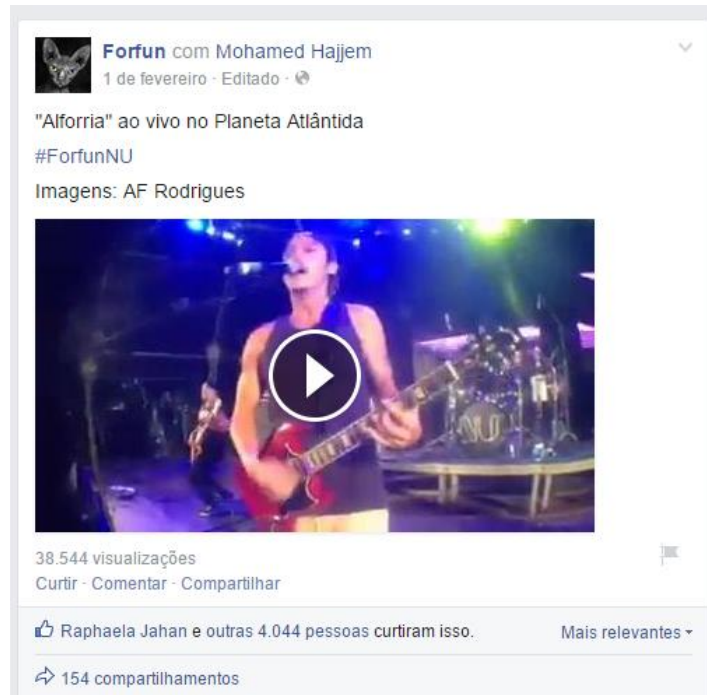 Forfun com Mohamed Hajjem
1 de fevereiro · Editado ·
"Alforria" ao vivo no Planeta Atlântida
#ForfunNU
Imagens: AF Rodrigues
NU
38.544 visualizações
Curtir · Comentar · Compartilhar
Raphaela Jahan e outras 4.044 pessoas curtiram isso.
Mais relevantes
154 compartilhamentos